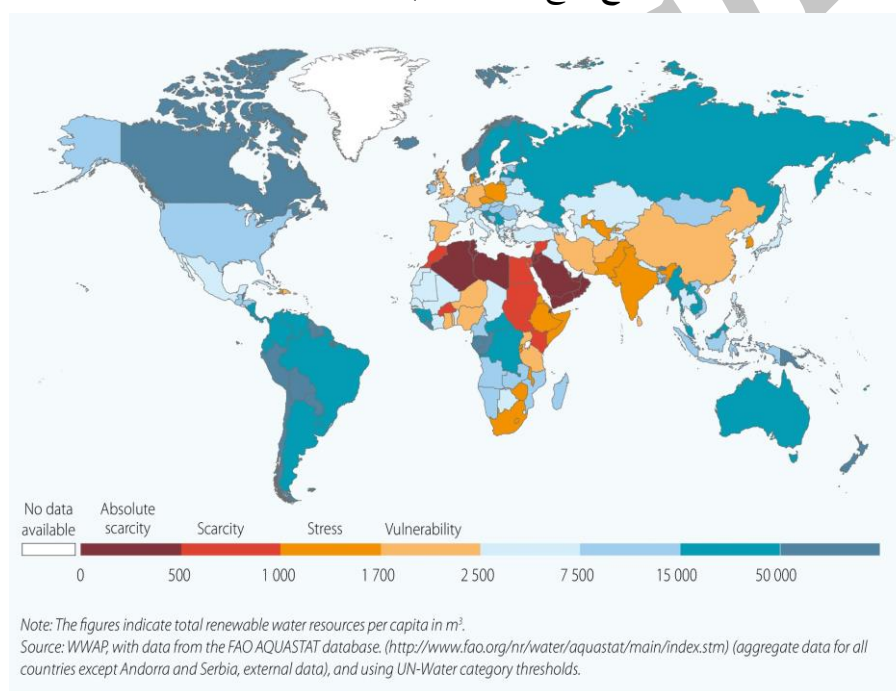 No data available
Absolute scarcity
Scarcity
Stress
Vulnerability
0
500
1 000
1 700
2 500
7 500
15 000
50 000
Note: The figures indicate total renewable water resources per capita in m³.
Source: WWAP, with data from the FAO AQUASTAT database. (http://www.fao.org/nr/water/aquastat/main/index.stm) (aggregate data for all
countries except Andorra and Serbia, external data), and using UN-Water category thresholds.